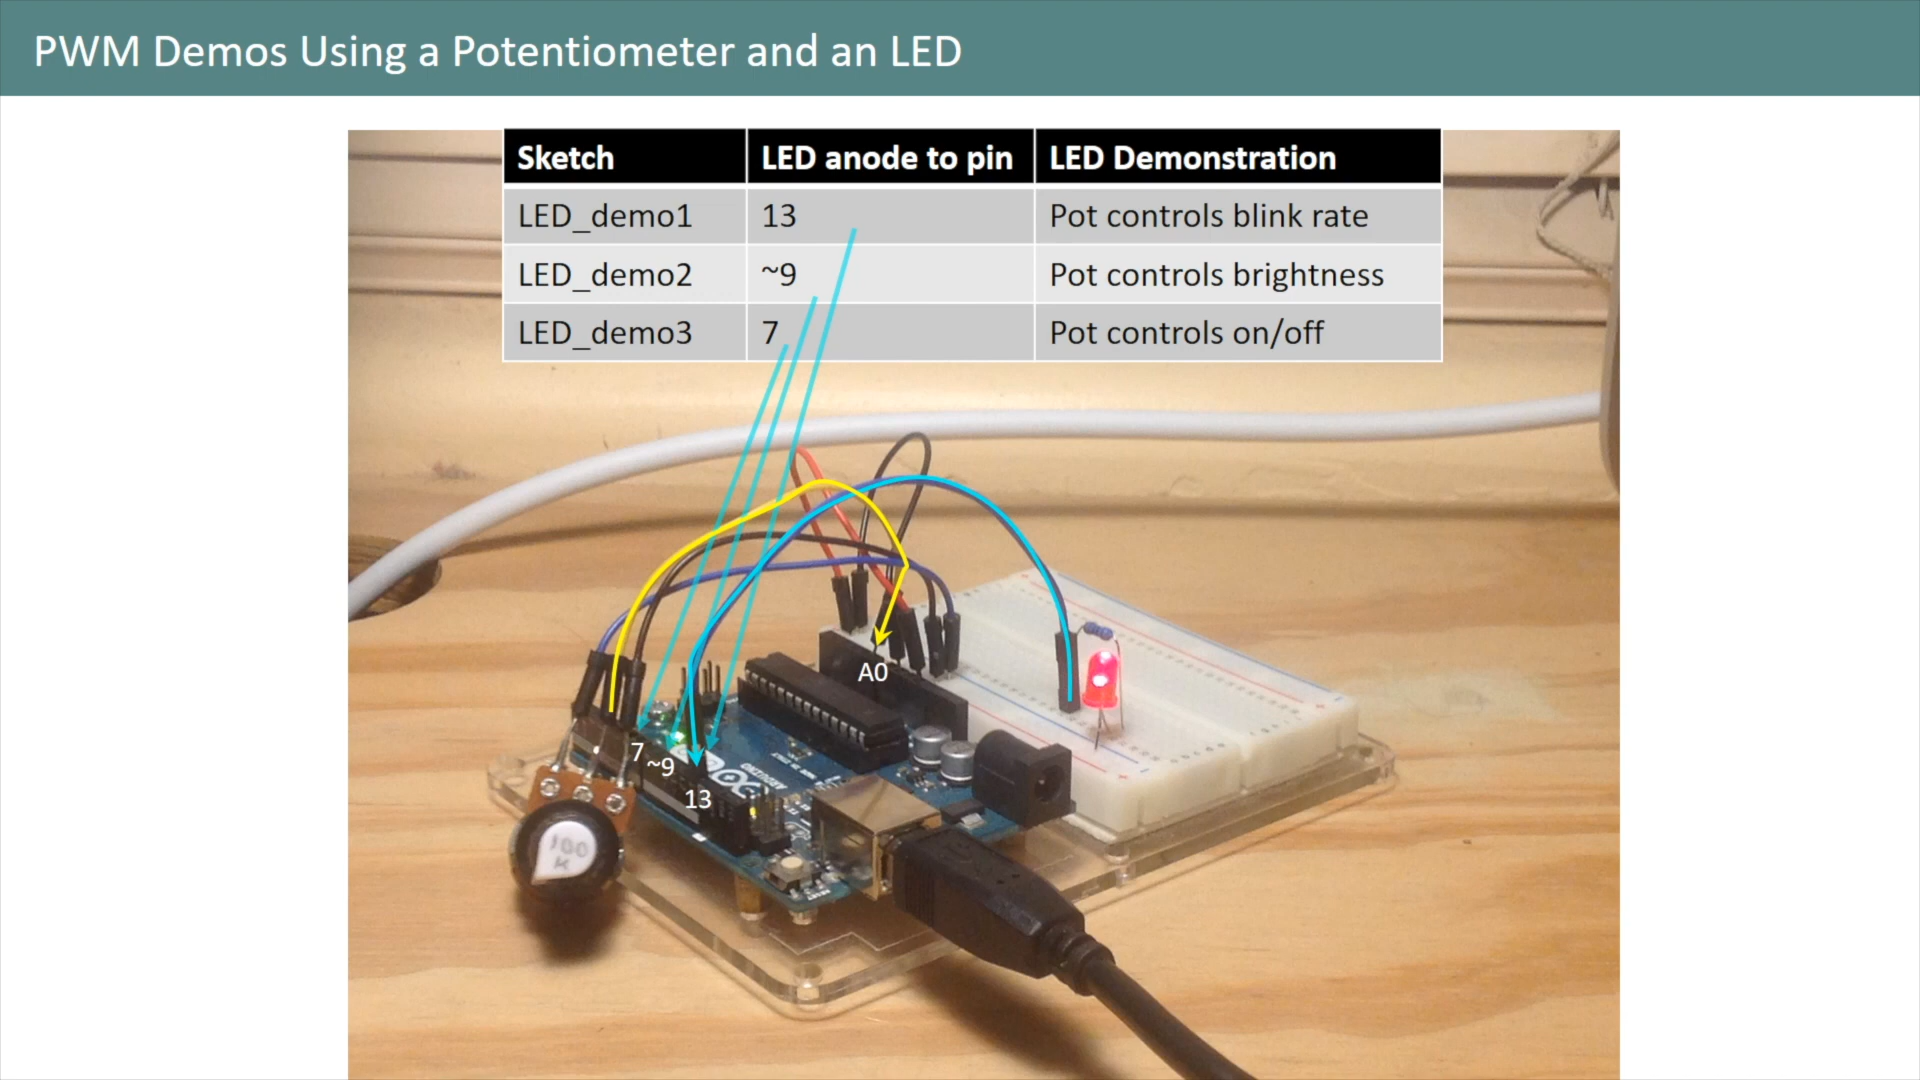 PWM Demos Using a Potentiometer and an LED
Sketch LED anode to pin LED Demonstration
LED_demo1 13 Pot controls blink rate
LED_demo2 ~9 Pot controls brightness
LED_demo3 7 Pot controls on/off
A0
7
~9
13
100
K